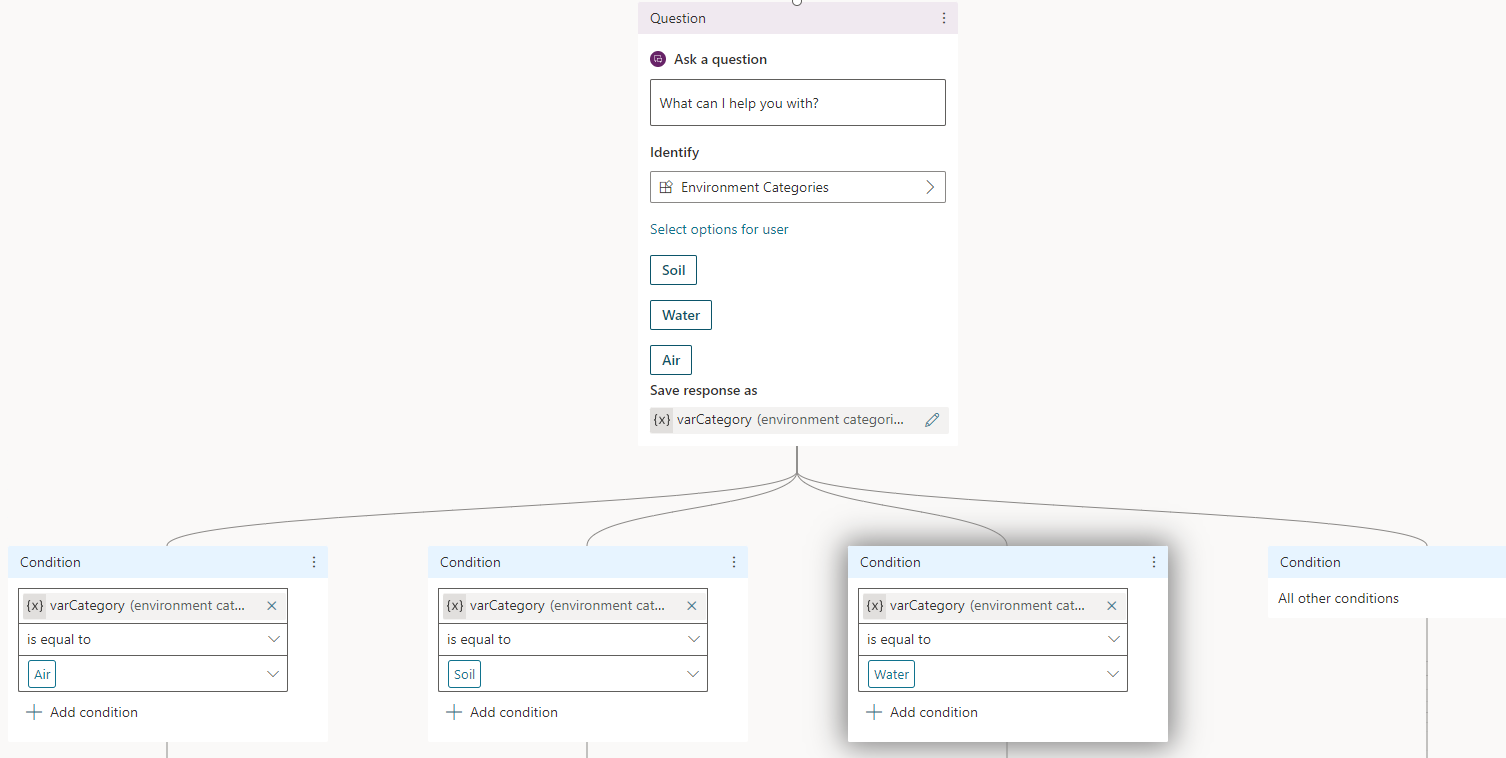 Question
Ask a question
What can I help you with?
Identify
Environment Categories
Select options for user
Soil
Water
Air
Save response as
{x} varCategory (environment categori...
Condition
{x} varCategory (environment cat...
is equal to
Air
Add condition
Condition
{x} varCategory (environment cat...
is equal to
Soil
Add condition
Condition
{x} varCategory (environment cat...
is equal to
Water
Add condition
Condition
All other conditions